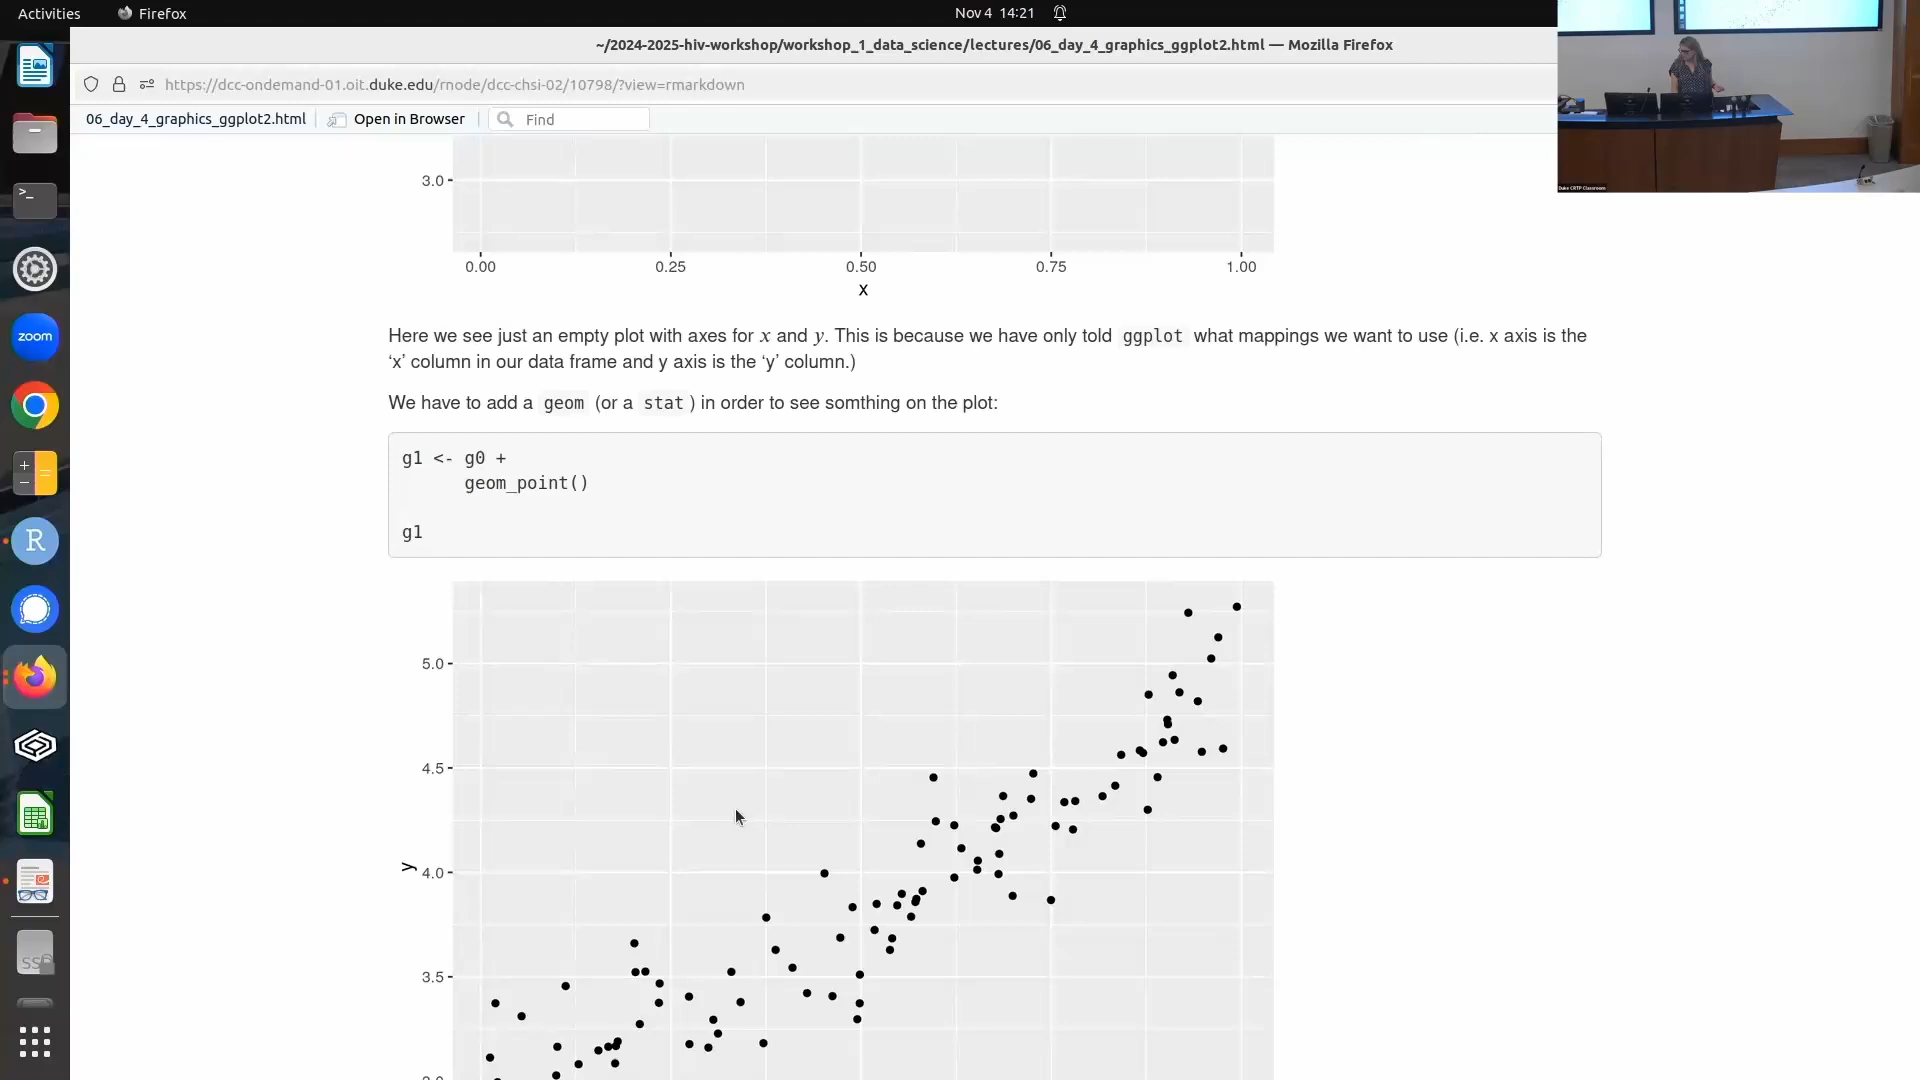 Activities
Firefox
Nov 4 14:21
~/2024-2025-hiv-workshop/workshop_1_data_science/lectures/06_day_4_graphics_ggplot2.html — Mozilla Firefox
https://dcc-ondemand-01.oit.duke.edu/rnode/dcc-chsi-02/10798/?view=rmarkdown
06_day_4_graphics_ggplot2.html
Open in Browser
Find
Duke CRTP Classroom
3.0
0.00 0.25 0.50 0.75 1.00
x
Here we see just an empty plot with axes for x and y. This is because we have only told ggplot what mappings we want to use (i.e. x axis is the
‘x’ column in our data frame and y axis is the ‘y’ column.)
We have to add a geom (or a stat ) in order to see somthing on the plot:
g1 <- g0 +
geom_point()
g1
5.0
4.5
y
4.0
3.5
3.0
zoom
R
SSD